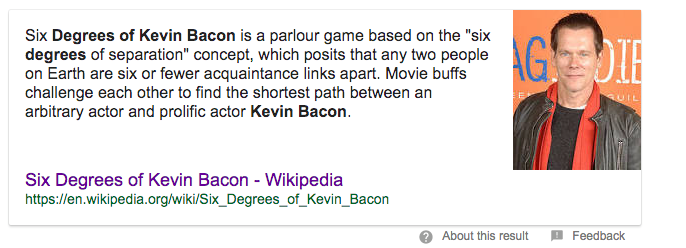 Six Degrees of Kevin Bacon is a parlour game based on the "six
degrees of separation" concept, which posits that any two people
on Earth are six or fewer acquaintance links apart. Movie buffs
challenge each other to find the shortest path between an
arbitrary actor and prolific actor Kevin Bacon.
Six Degrees of Kevin Bacon - Wikipedia
https://en.wikipedia.org/wiki/Six_Degrees_of_Kevin_Bacon
About this result
Feedback